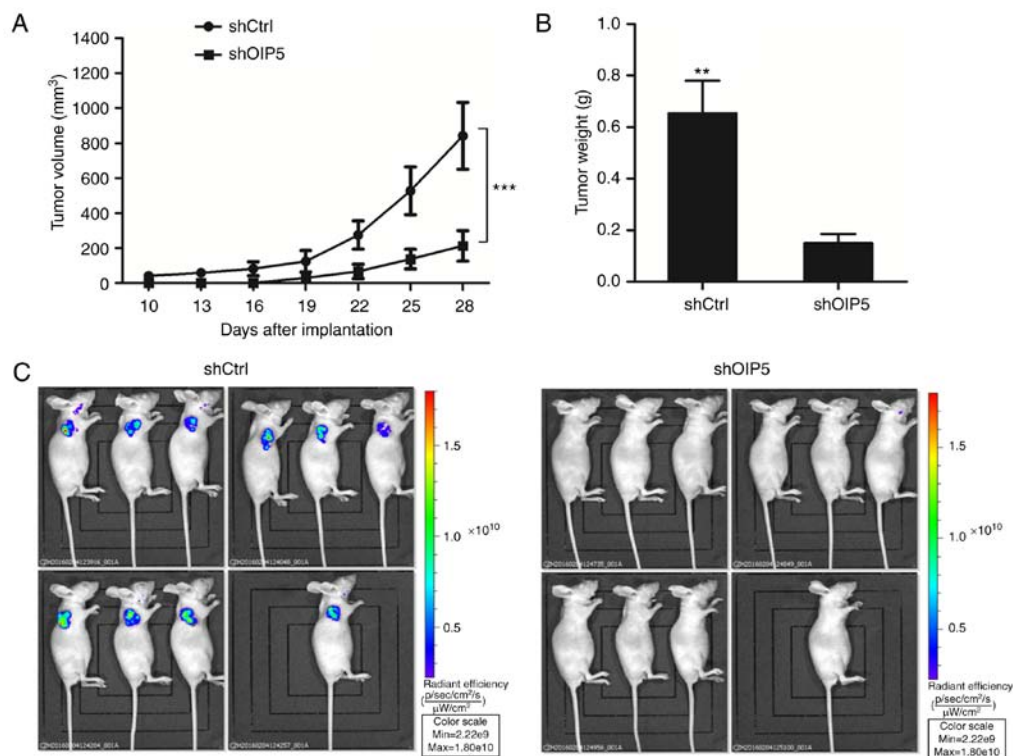 A
shCtrl
shOIP5
1400
1200
1000
800
600
400
200
0
Tumor volume (mm³)
***
10 13 16 19 22 25 28
Days after implantation
B
1.0
0.8
0.6
0.4
0.2
0.0
Tumor weight (g)
**
shCtrl shOIP5
C
shCtrl
1.5
1.0 ×10¹⁰
0.5
Radiant efficiency
(p/sec/cm²/s
μW/cm²)
Color scale
Min=2.22e9
Max=1.80e10
shOIP5
1.5
1.0 ×10¹⁰
0.5
Radiant efficiency
(p/sec/cm²/s
μW/cm²)
Color scale
Min=2.22e9
Max=1.80e10